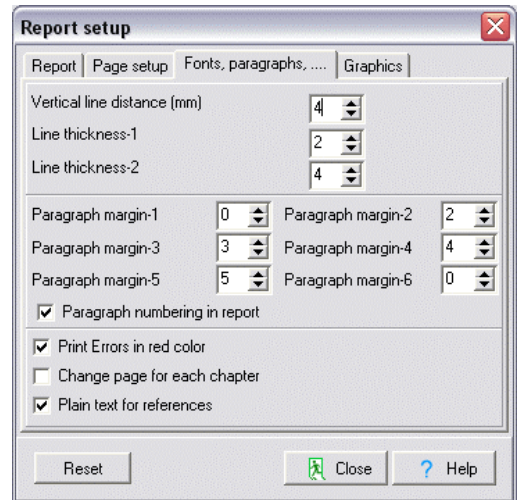 Report setup
Report Page setup Fonts, paragraphs, .... Graphics
Vertical line distance (mm) 4
Line thickness-1 2
Line thickness-2 4
Paragraph margin-1 0 Paragraph margin-2 2
Paragraph margin-3 3 Paragraph margin-4 4
Paragraph margin-5 5 Paragraph margin-6 0
Paragraph numbering in report
Print Errors in red color
Change page for each chapter
Plain text for references
Reset Close ? Help